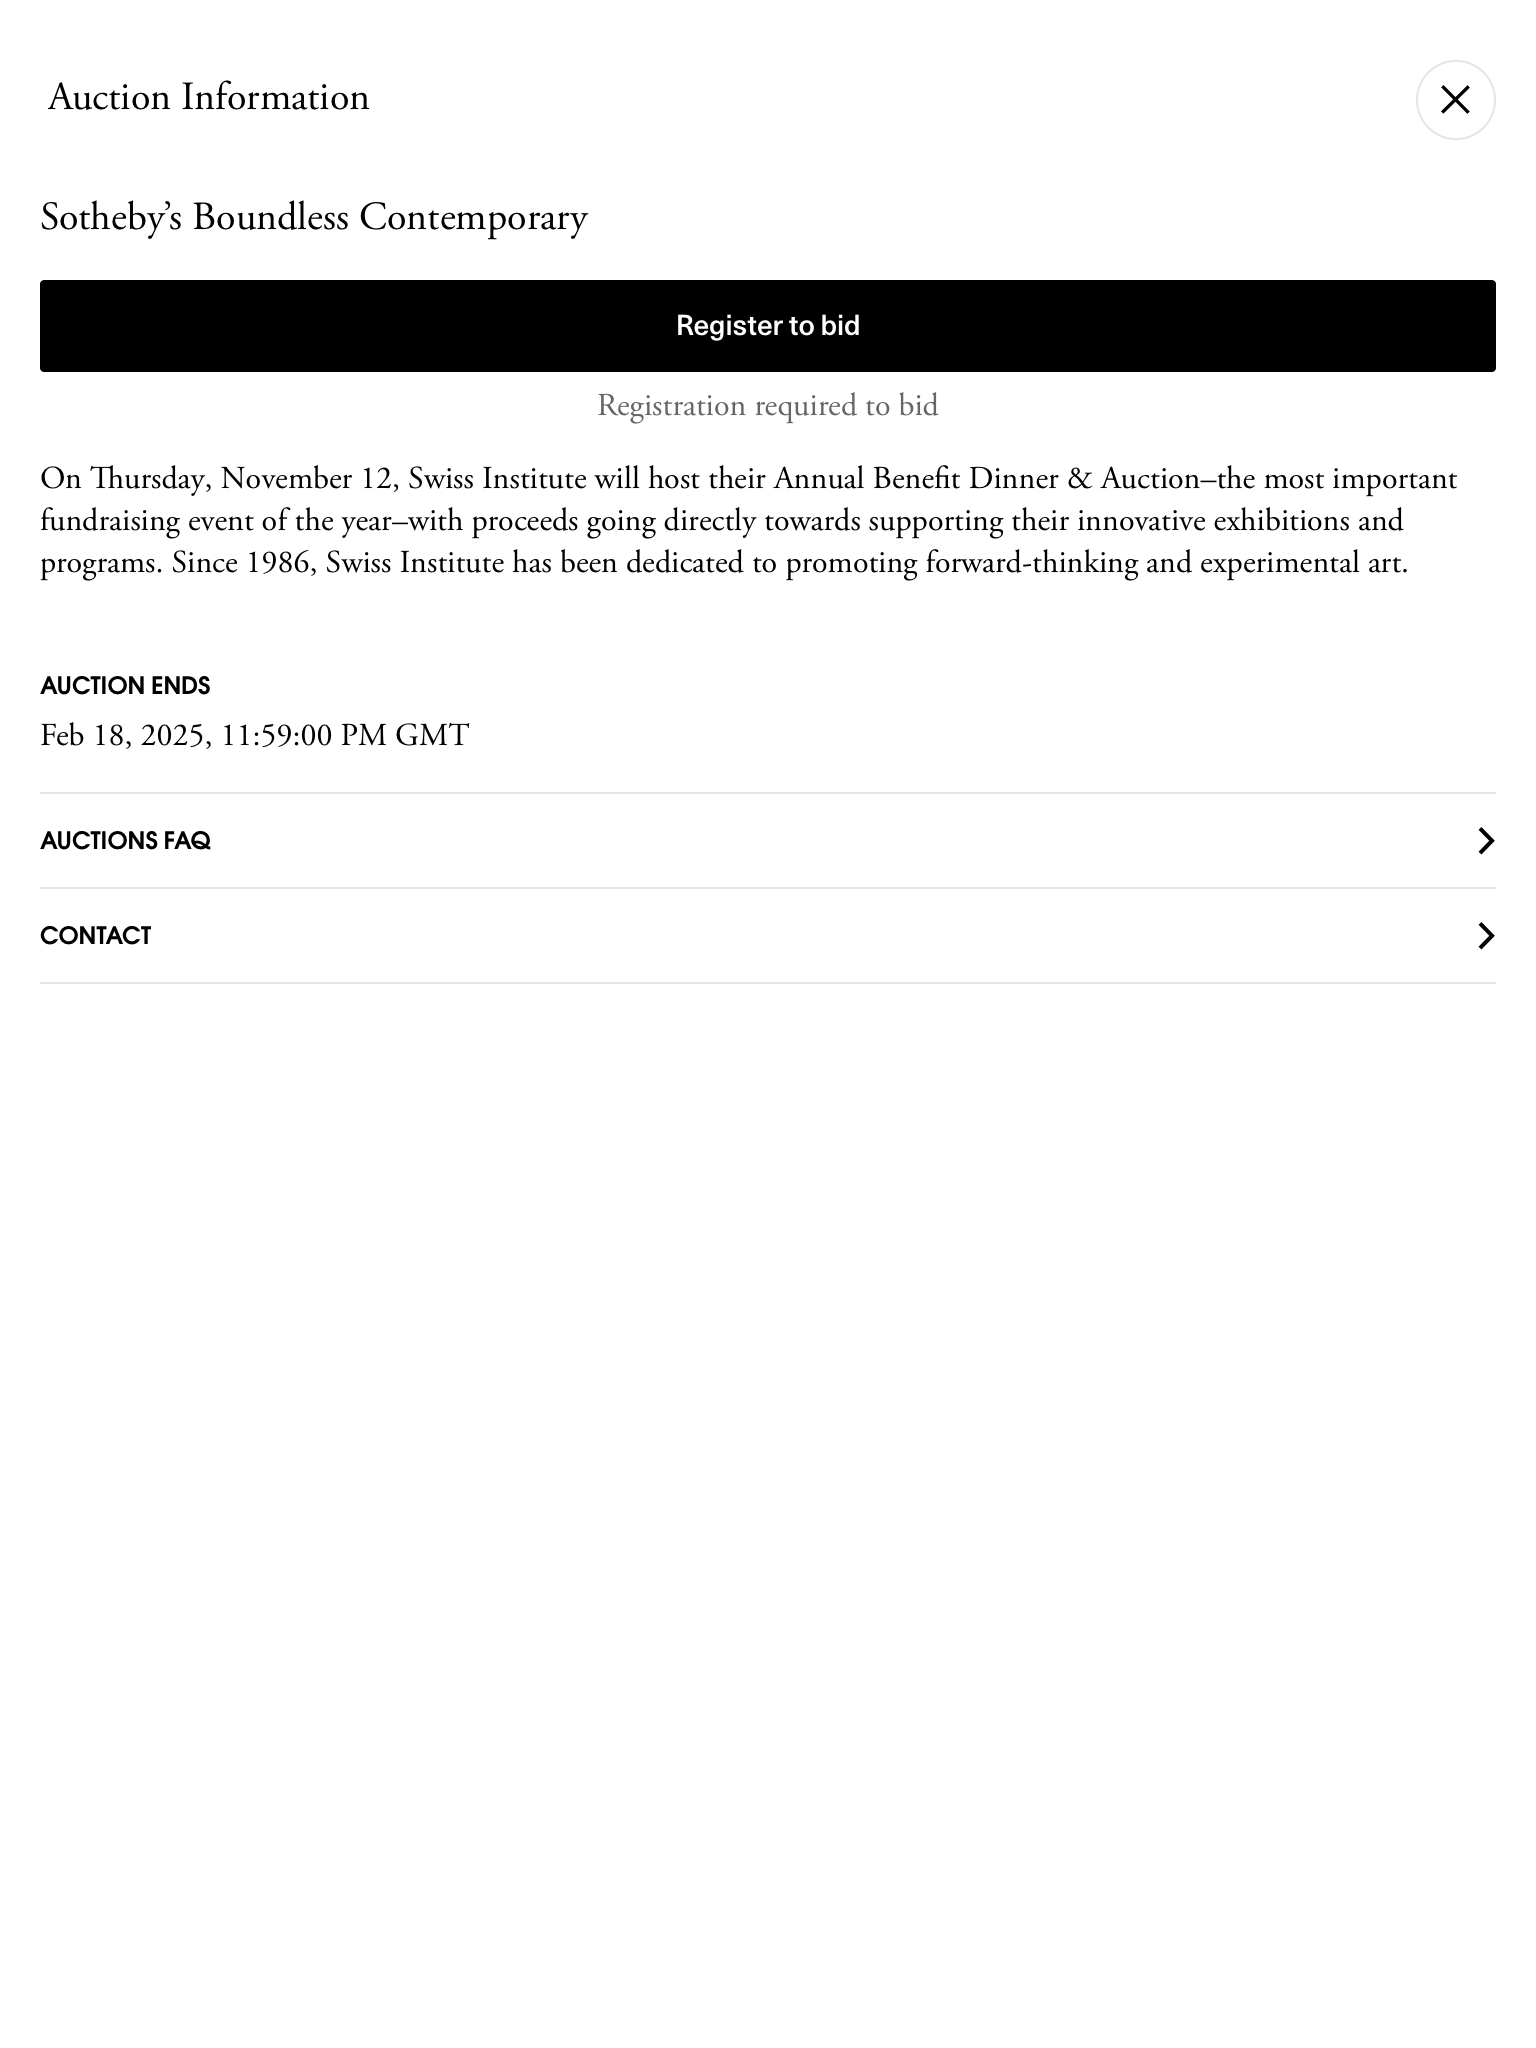 Auction Information
Sotheby’s Boundless Contemporary
Register to bid
Registration required to bid
On Thursday, November 12, Swiss Institute will host their Annual Benefit Dinner & Auction–the most important
fundraising event of the year–with proceeds going directly towards supporting their innovative exhibitions and
programs. Since 1986, Swiss Institute has been dedicated to promoting forward-thinking and experimental art.
AUCTION ENDS
Feb 18, 2025, 11:59:00 PM GMT
AUCTIONS FAQ
CONTACT